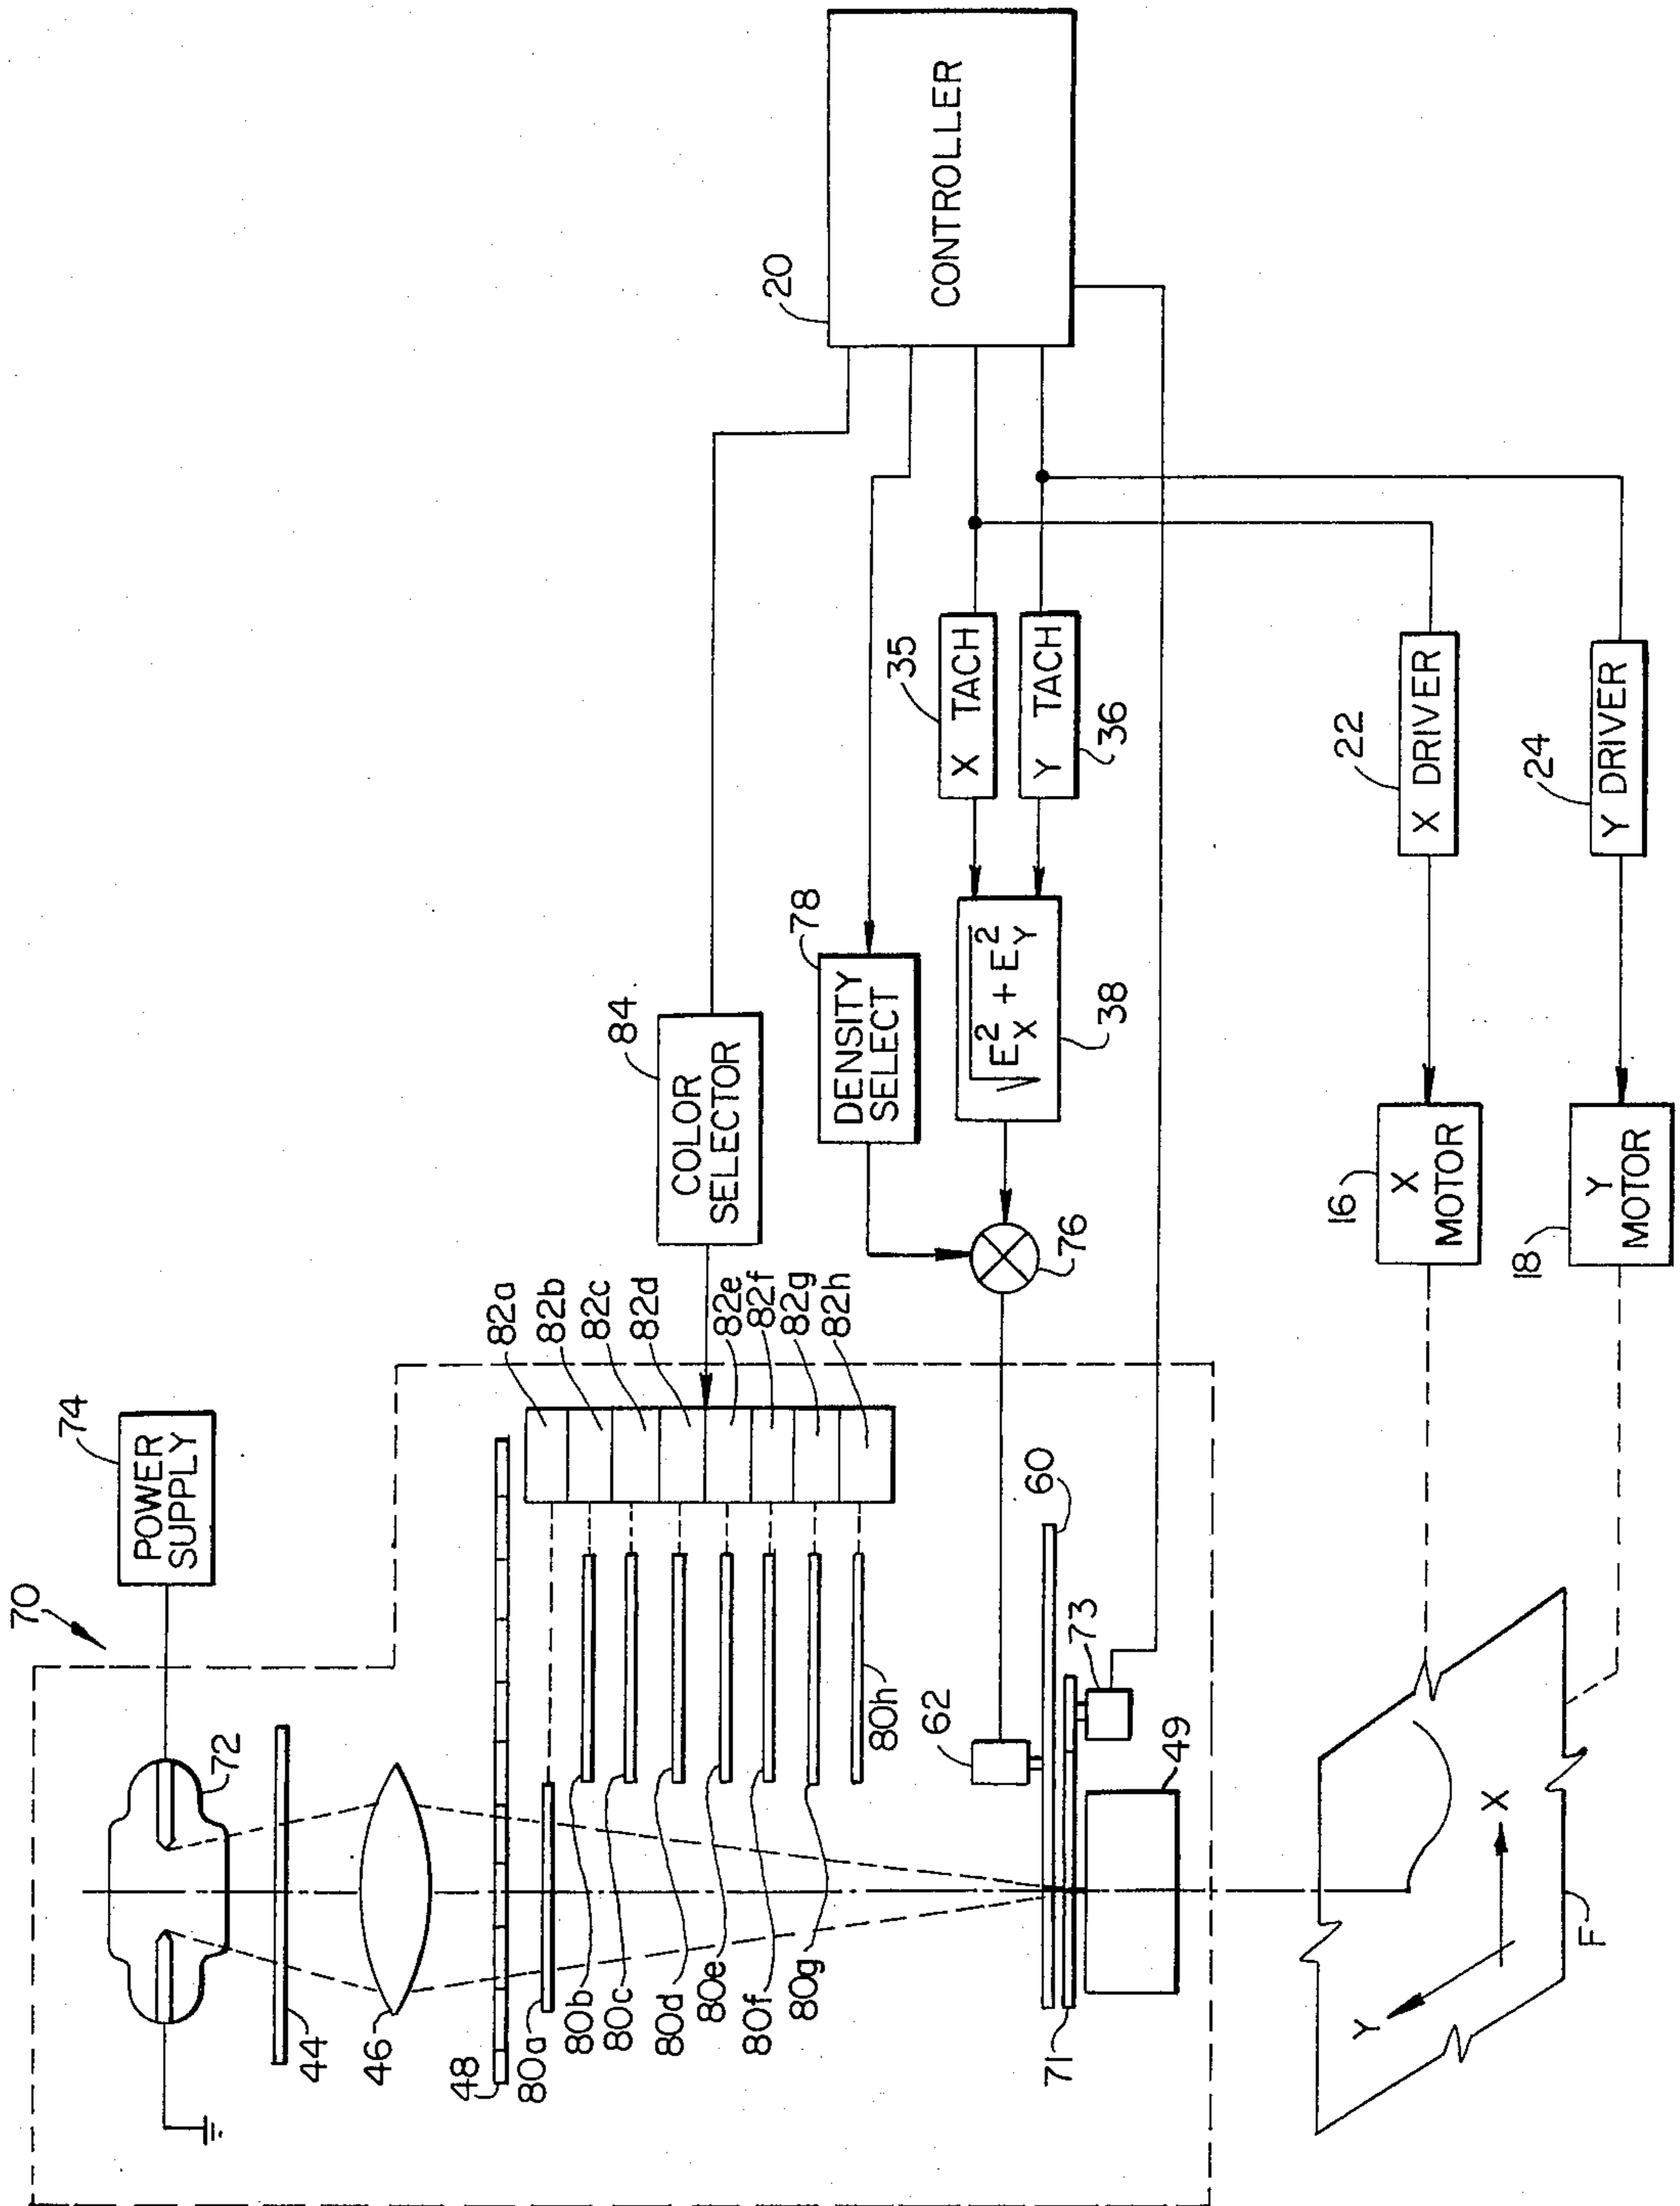 70
74
POWER
SUPPLY
72
44
46
48
82a
82b
82c
82d
82e
82f
82g
82h
80a
80b
80c
80d
80e
80f
80g
80h
84
COLOR
SELECTOR
78
DENSITY
SELECT
20
CONTROLLER
35
X TACH
Y TACH
36
√E²X + E²Y
38
76
62
60
71
73
49
22
X DRIVER
24
Y DRIVER
16
X
MOTOR
18
Y
MOTOR
Y
X
F